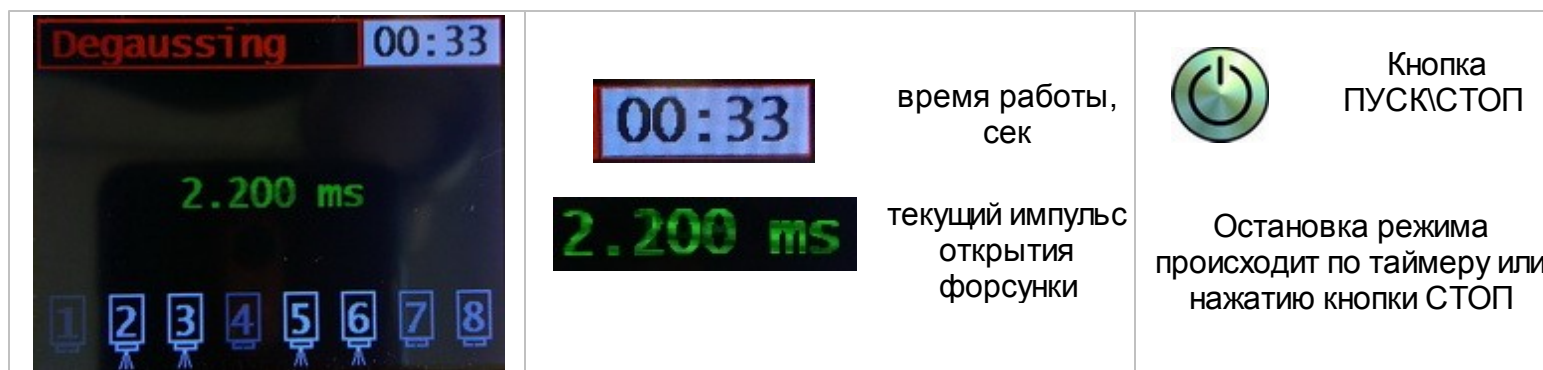 Degaussing 00:33
2.200 ms
1 2 3 4 5 6 7 8
00:33
время работы,
сек
2.200 ms
текущий импульс
открытия
форсунки
Кнопка
ПУСК\СТОП
Остановка режима
происходит по таймеру или
нажатию кнопки СТОП